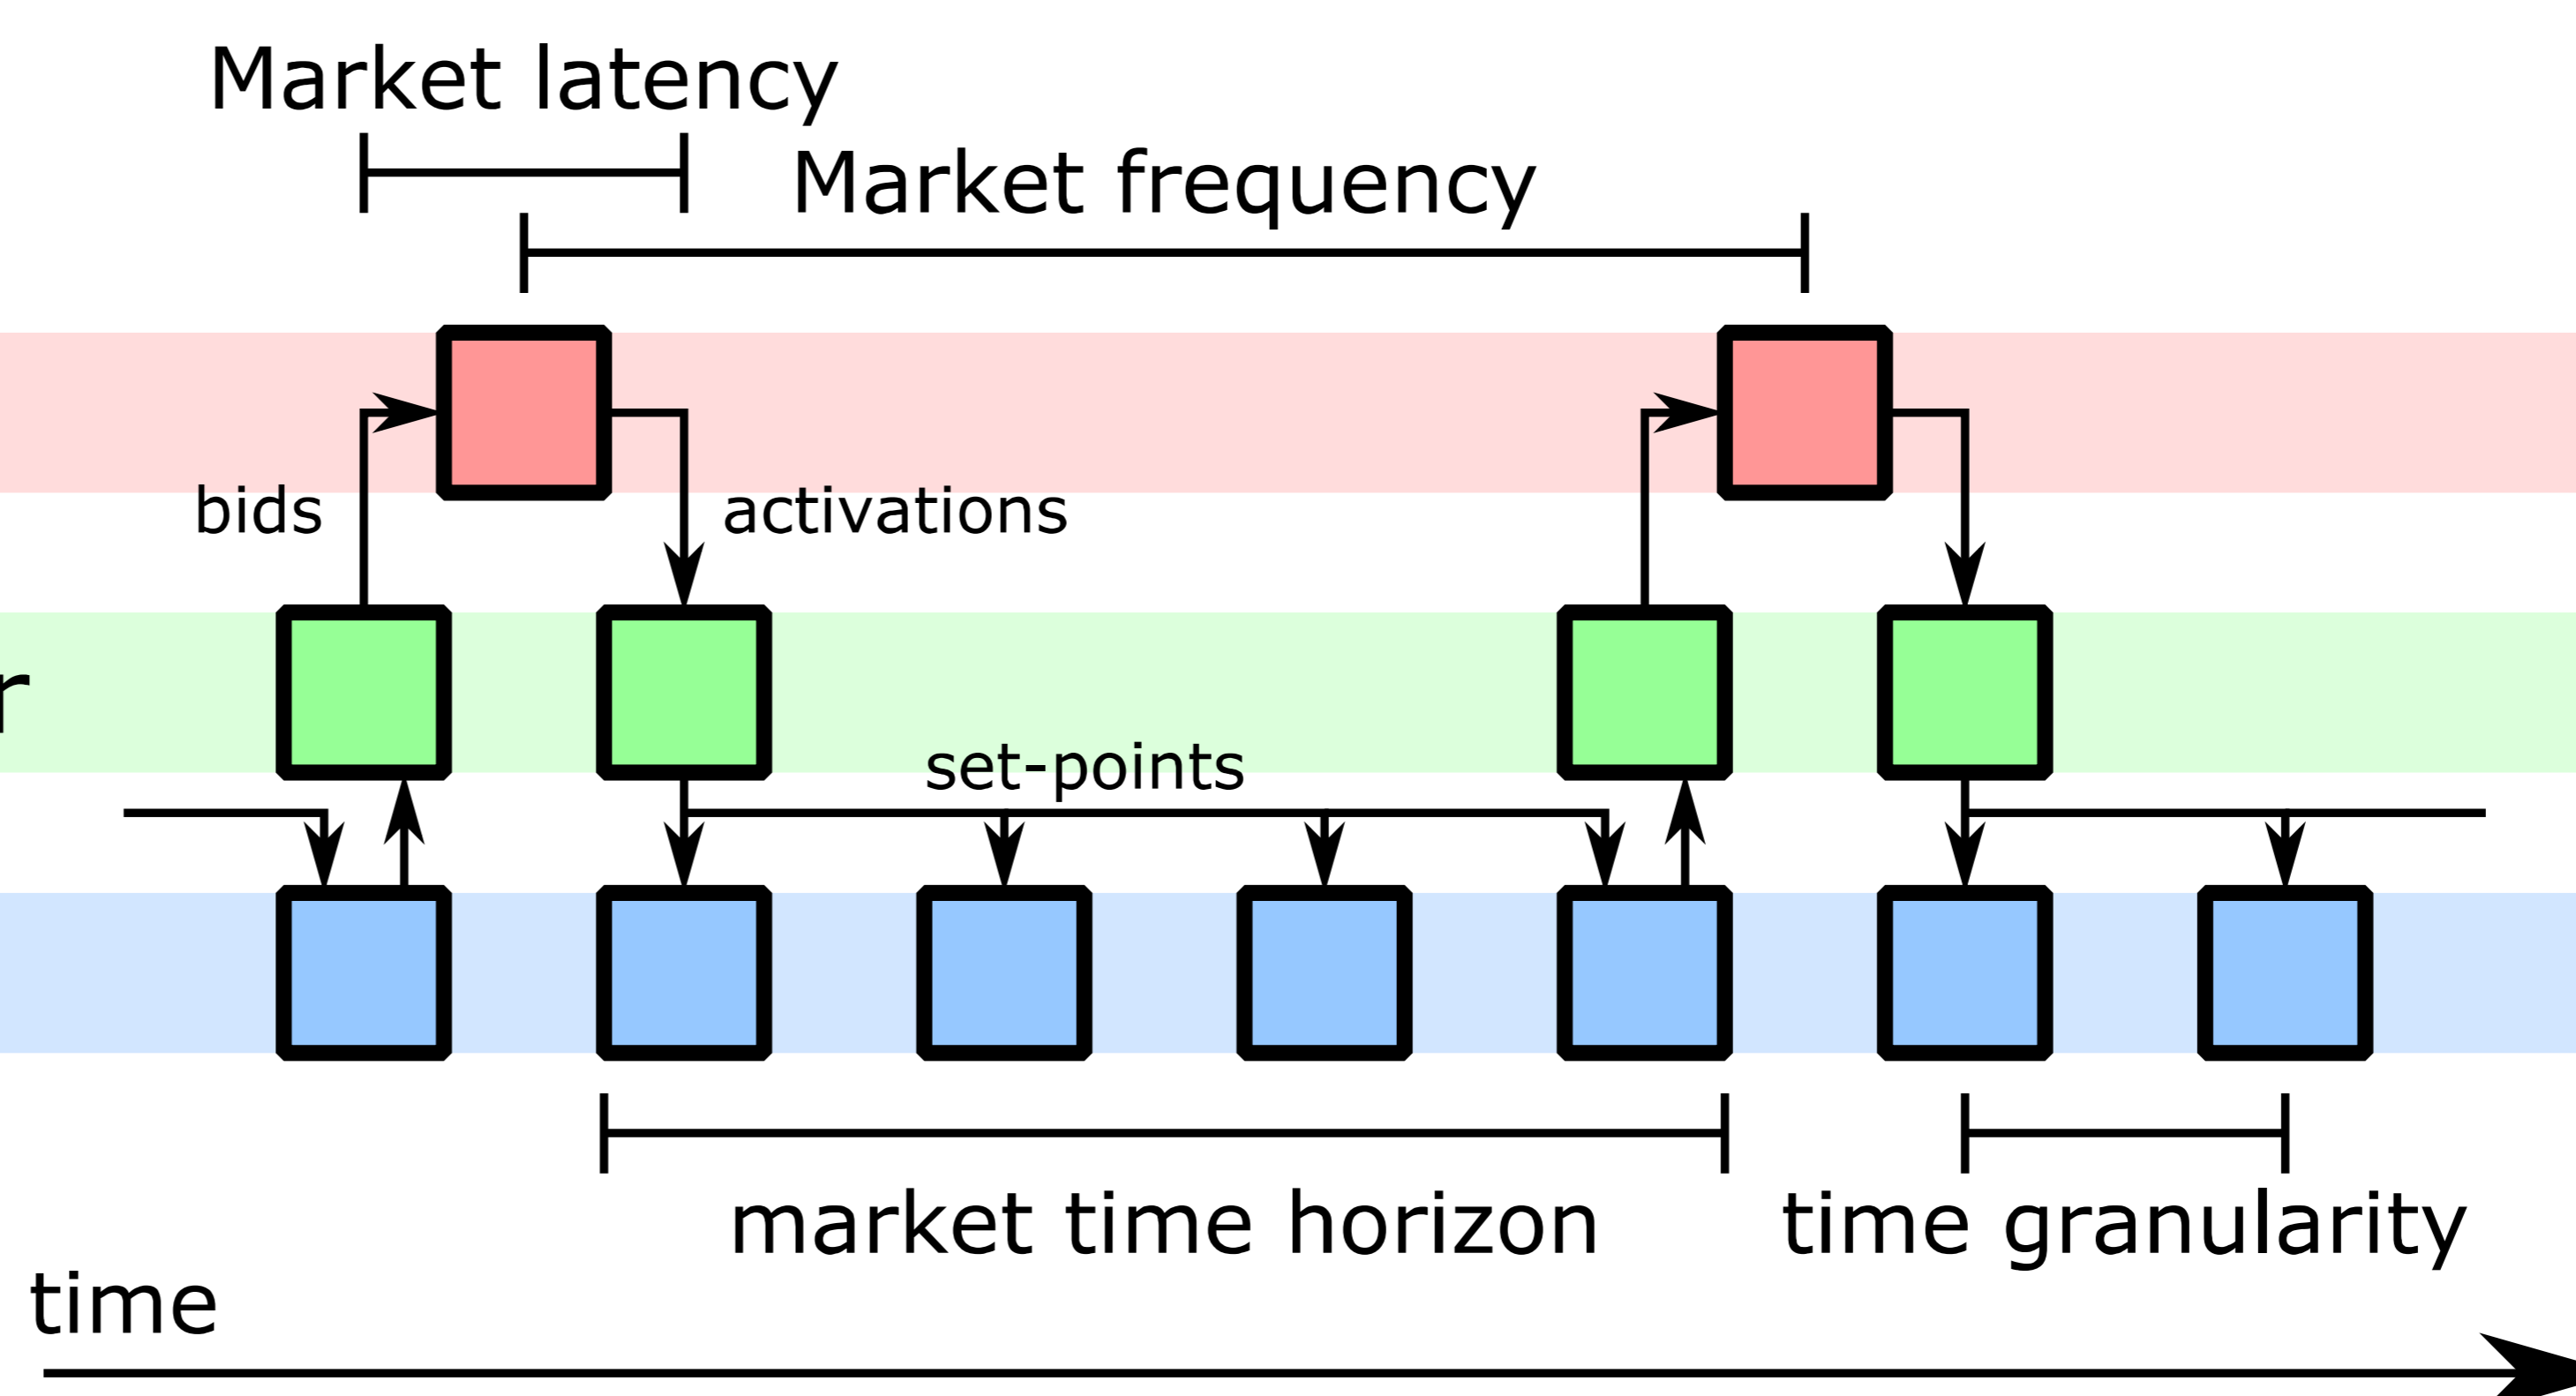 Market latency
Market frequency
bids
activations
r
set-points
market time horizon
time granularity
time